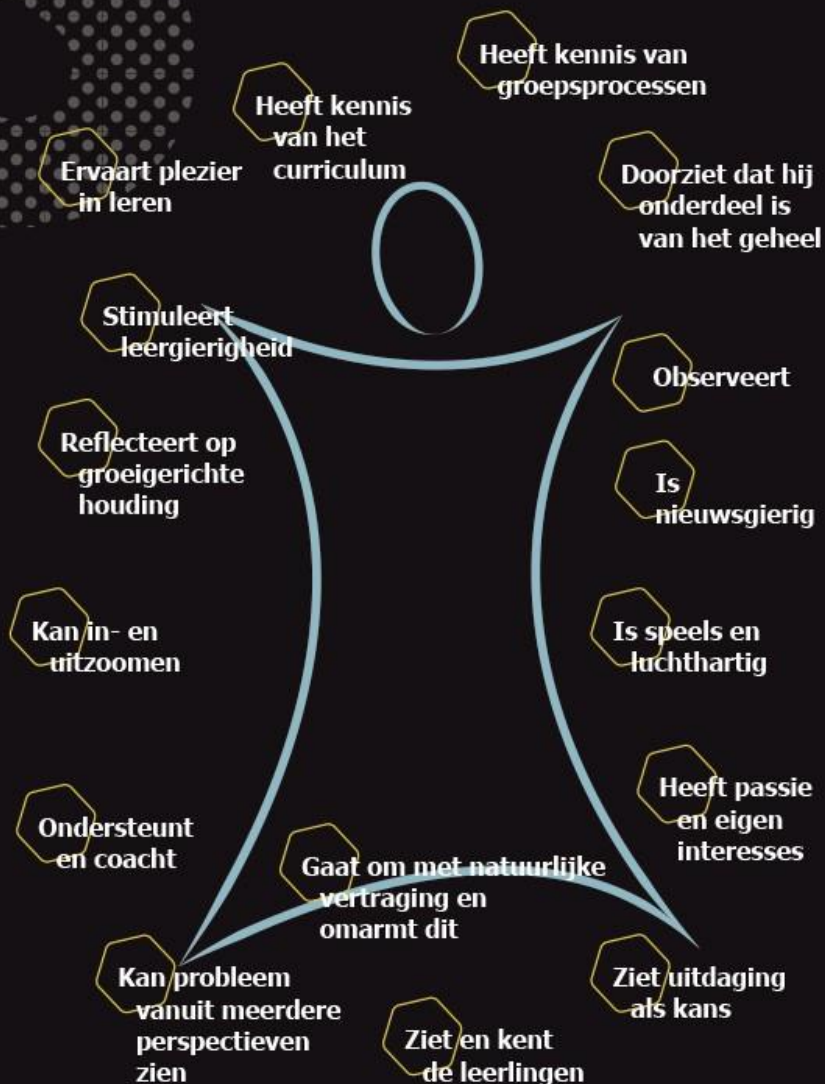 Heeft kennis van
groepsprocessen
Heeft kennis
van het
curriculum
Ervaart plezier
in leren
Doorziet dat hij
onderdeel is
van het geheel
Stimuleert
leergierigheid
Observeert
Reflecteert op
groeigerichte
houding
Is
nieuwsgierig
Kan in- en
uitzoomen
Is speels en
luchthartig
Heeft passie
en eigen
interesses
Ondersteunt
en coacht
Gaat om met natuurlijke
vertraging en
omarmt dit
Kan probleem
vanuit meerdere
perspectieven
zien
Ziet uitdaging
als kans
Ziet en kent
de leerlingen